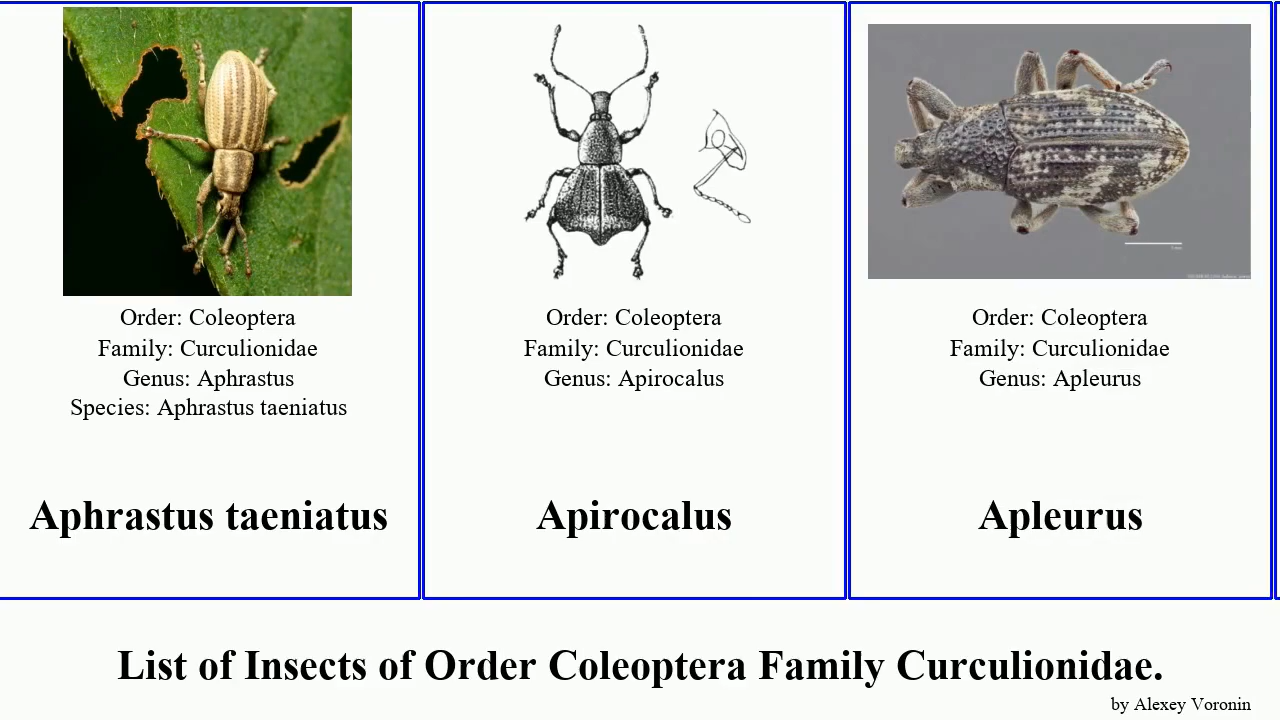 Order: Coleoptera
Family: Curculionidae
Genus: Aphrastus
Species: Aphrastus taeniatus
Aphrastus taeniatus
Order: Coleoptera
Family: Curculionidae
Genus: Apirocalus
Apirocalus
Order: Coleoptera
Family: Curculionidae
Genus: Apleurus
Apleurus
List of Insects of Order Coleoptera Family Curculionidae.
by Alexey Voronin